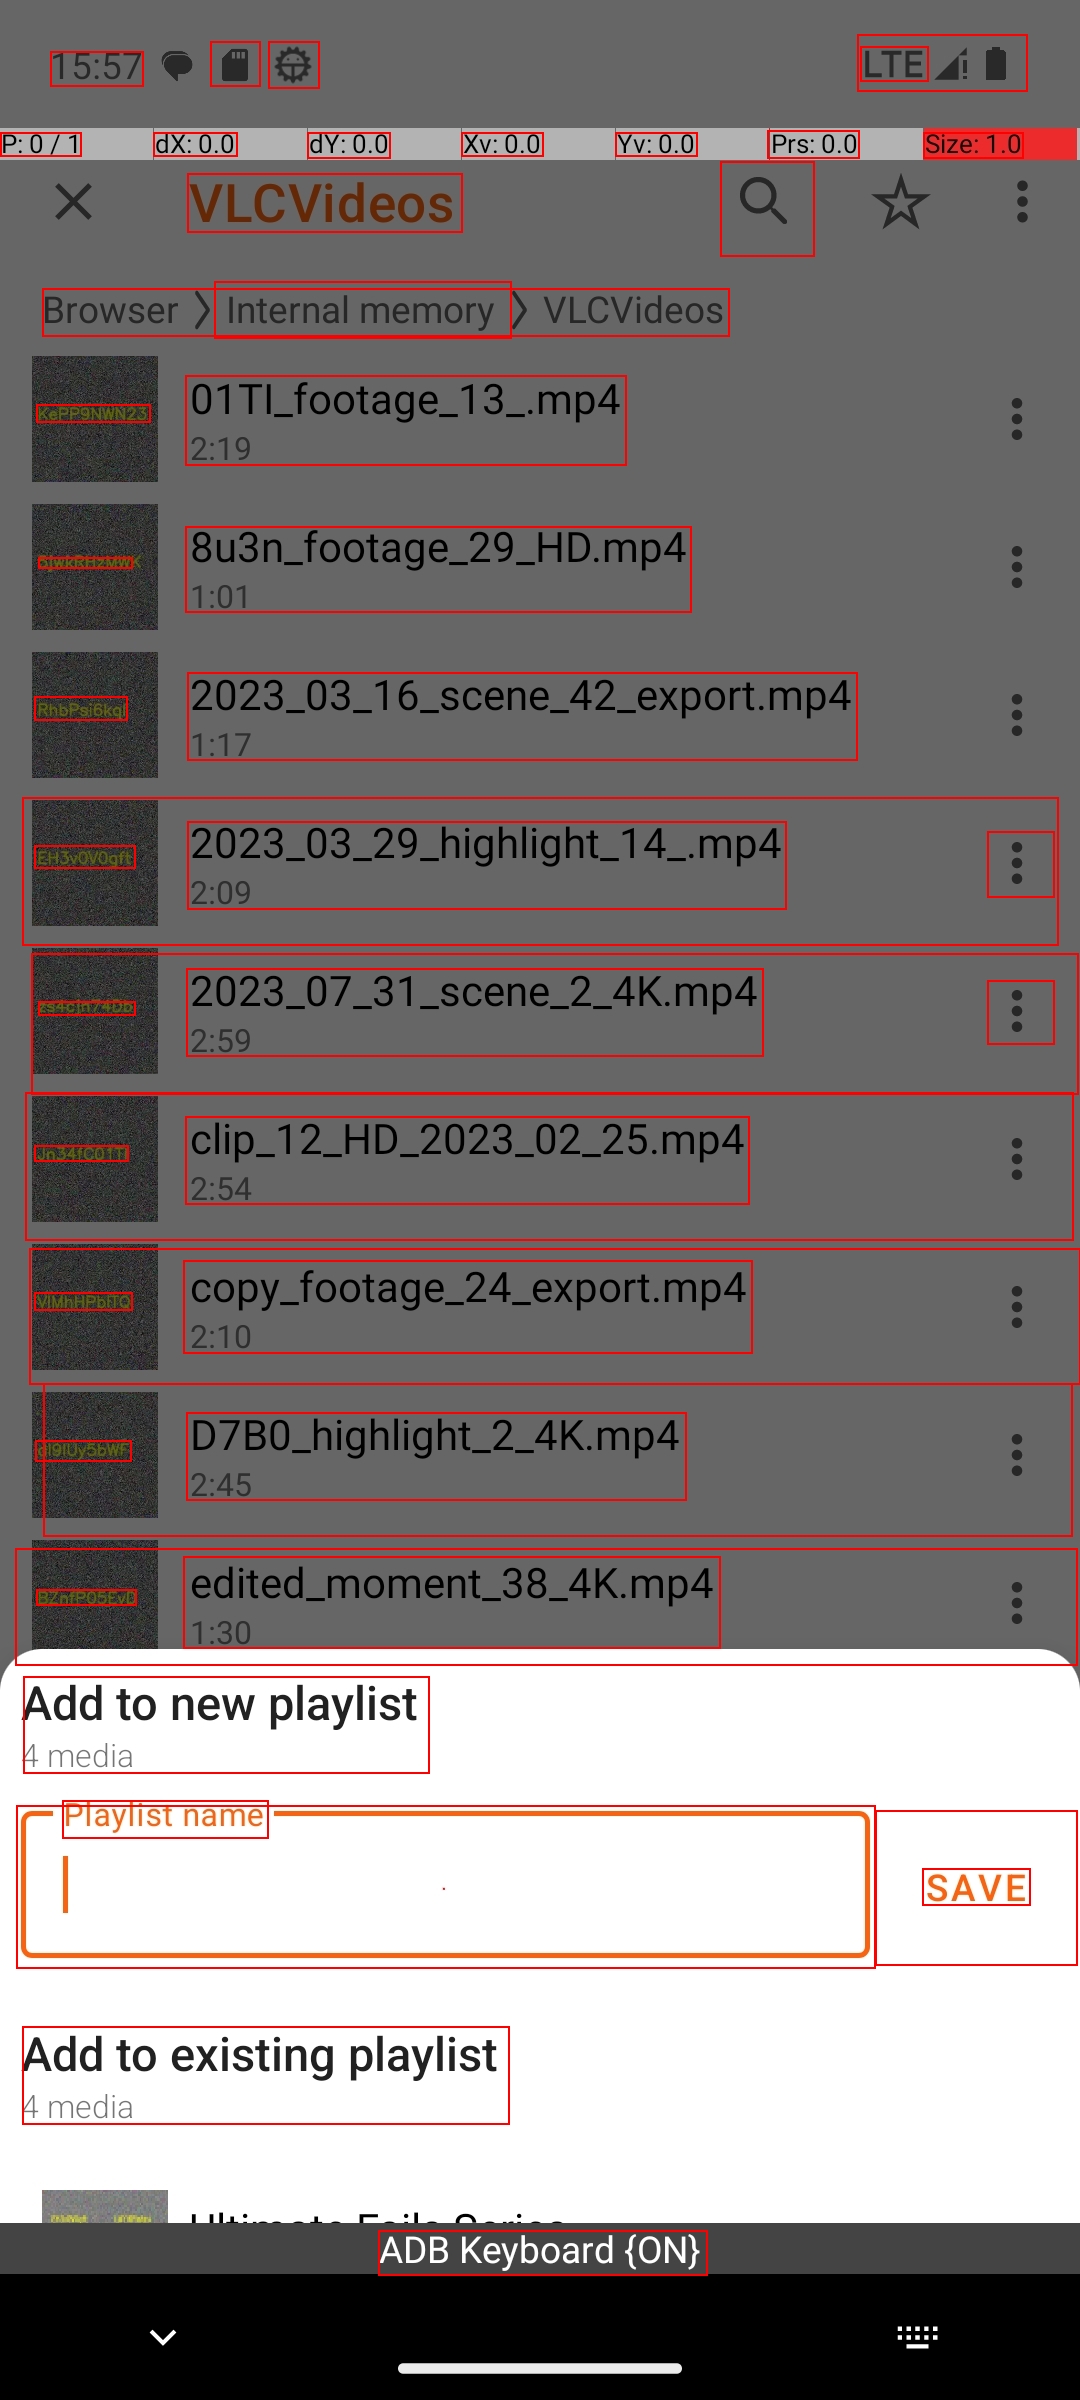 15:57
LTE
P: 0 / 1
dX: 0.0
dY: 0.0
Xv: 0.0
Yv: 0.0
Prs: 0.0
Size: 1.0
VLCVideos
Browser
Internal memory
VLCVideos
KePP9NWN23
01TI_footage_13_.mp4
2:19
8u3n_footage_29_HD.mp4
1:01
2023_03_16_scene_42_export.mp4
1:17
2023_03_29_highlight_14_.mp4
2:09
2023_07_31_scene_2_4K.mp4
2:59
clip_12_HD_2023_02_25.mp4
2:54
copy_footage_24_export.mp4
2:10
D7B0_highlight_2_4K.mp4
2:45
edited_moment_38_4K.mp4
1:30
Add to new playlist
4 media
Playlist name
SAVE
Add to existing playlist
4 media
Ultimate Fails Series
ADB Keyboard {ON}